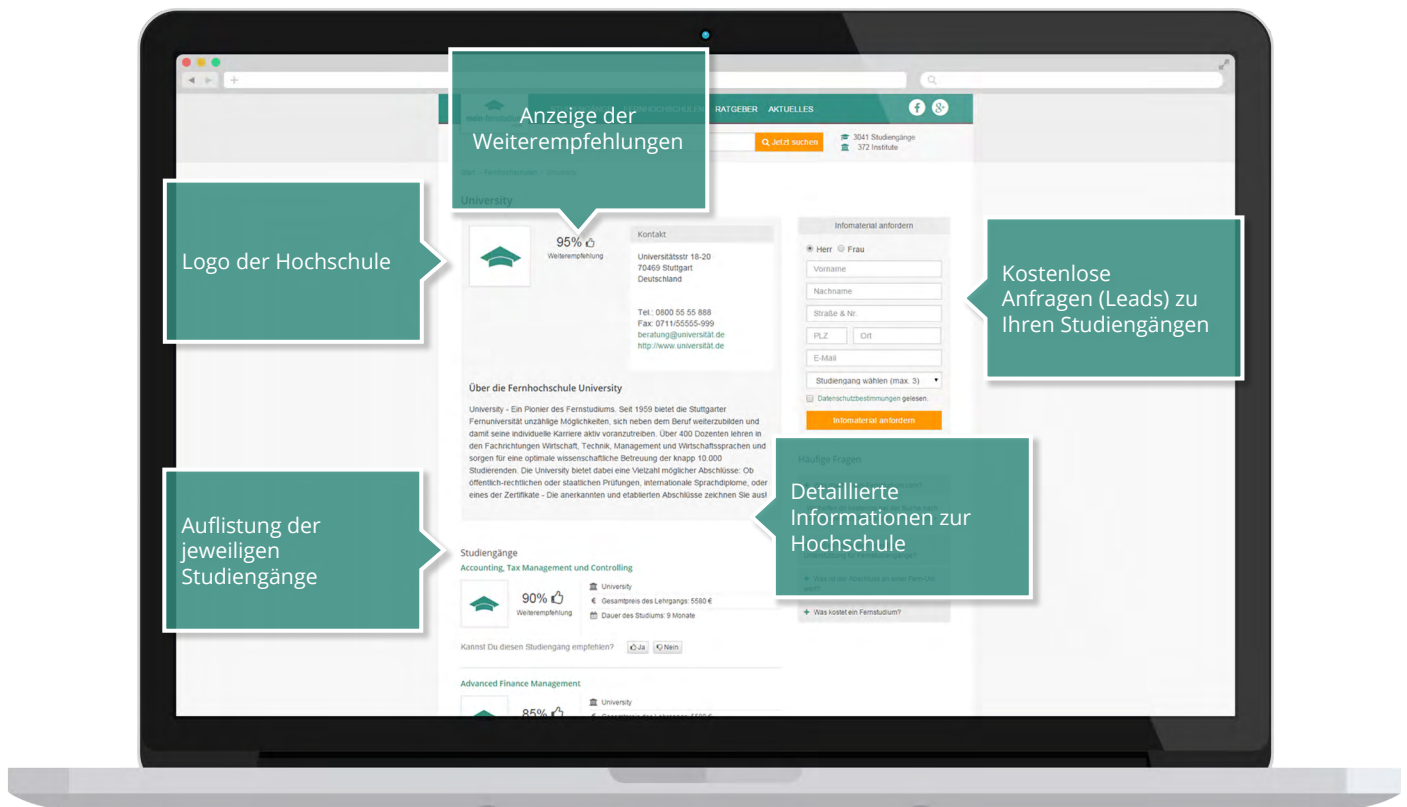 RATGEBER AKTUELLES
Anzeige der
Weiterempfehlungen
Jetzt suchen
3041 Studiengänge
372 Institute
University
Logo der Hochschule
95%
Weiterempfehlung
Kontakt
Universitätsstr 18-20
70469 Stuttgart
Deutschland
Tel.: 0800 55 55 888
Fax: 0711/55555-999
beratung@universität.de
http://www.universität.de
Infomaterial anfordern
Herr Frau
Vorname
Nachname
Straße & Nr.
PLZ Ort
E-Mail
Studiengang wählen (max. 3)
Datenschutzbestimmungen gelesen.
Infomaterial anfordern
Kostenlose
Anfragen (Leads) zu
Ihren Studiengängen
Über die Fernhochschule University
University - Ein Pionier des Fernstudiums. Seit 1959 bietet die Stuttgarter
Fernuniversität unzählige Möglichkeiten, sich neben dem Beruf weiterzubilden und
damit seine individuelle Karriere aktiv voranzutreiben. Über 400 Dozenten lehren in
den Fachrichtungen Wirtschaft, Technik, Management und Wirtschaftssprachen und
sorgen für eine optimale wissenschaftliche Betreuung der knapp 10.000
Studierenden. Die University bietet dabei eine Vielzahl möglicher Abschlüsse: Ob
öffentlich-rechtlichen oder staatlichen Prüfungen, internationale Sprachdiplome, oder
eines der Zertifikate - Die anerkannten und etablierten Abschlüsse zeichnen Sie aus!
Häufige Fragen
Detaillierte
Informationen zur
Hochschule
Was kostet ein Fernstudium?
Auflistung der
jeweiligen
Studiengänge
Studiengänge
Accounting, Tax Management und Controlling
90%
Weiterempfehlung
University
Gesamtpreis des Lehrgangs: 5580 €
Dauer des Studiums: 9 Monate
Kannst Du diesen Studiengang empfehlen? Ja Nein
Advanced Finance Management
85%
University